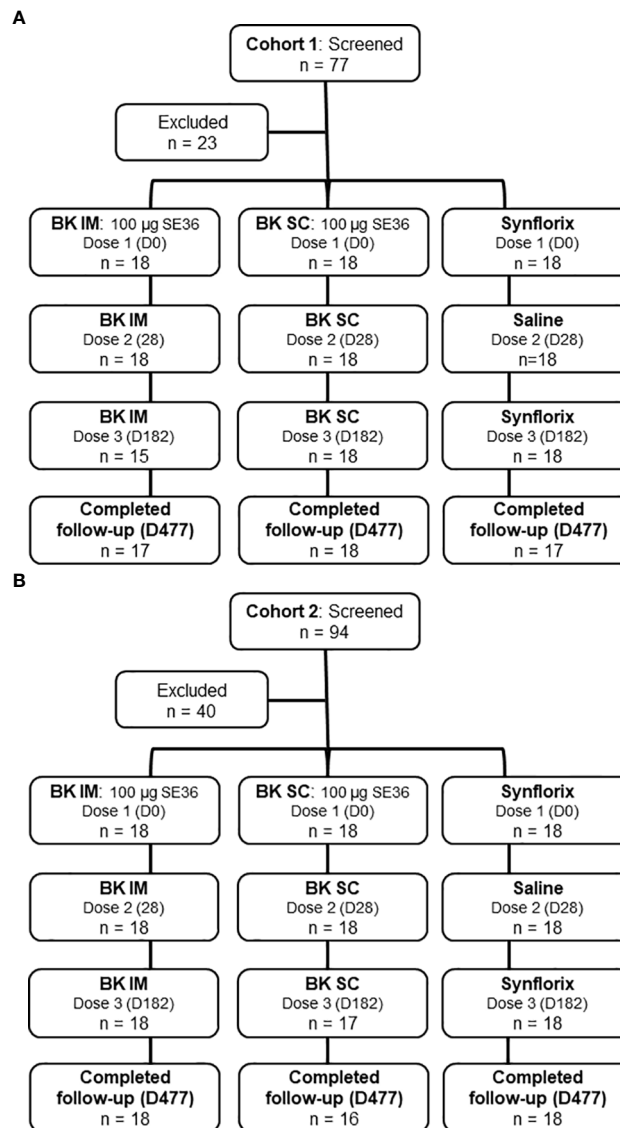 A
Cohort 1: Screened
n = 77
Excluded
n = 23
BK IM: 100 µg SE36
Dose 1 (D0)
n = 18
BK SC: 100 µg SE36
Dose 1 (D0)
n = 18
Synflorix
Dose 1 (D0)
n = 18
BK IM
Dose 2 (28)
n = 18
BK SC
Dose 2 (D28)
n = 18
Saline
Dose 2 (D28)
n=18
BK IM
Dose 3 (D182)
n = 15
BK SC
Dose 3 (D182)
n = 18
Synflorix
Dose 3 (D182)
n = 18
Completed
follow-up (D477)
n = 17
Completed
follow-up (D477)
n = 18
Completed
follow-up (D477)
n = 17
B
Cohort 2: Screened
n = 94
Excluded
n = 40
BK IM: 100 µg SE36
Dose 1 (D0)
n = 18
BK SC: 100 µg SE36
Dose 1 (D0)
n = 18
Synflorix
Dose 1 (D0)
n = 18
BK IM
Dose 2 (28)
n = 18
BK SC
Dose 2 (D28)
n = 18
Saline
Dose 2 (D28)
n = 18
BK IM
Dose 3 (D182)
n = 18
BK SC
Dose 3 (D182)
n = 17
Synflorix
Dose 3 (D182)
n = 18
Completed
follow-up (D477)
n = 18
Completed
follow-up (D477)
n = 16
Completed
follow-up (D477)
n = 18